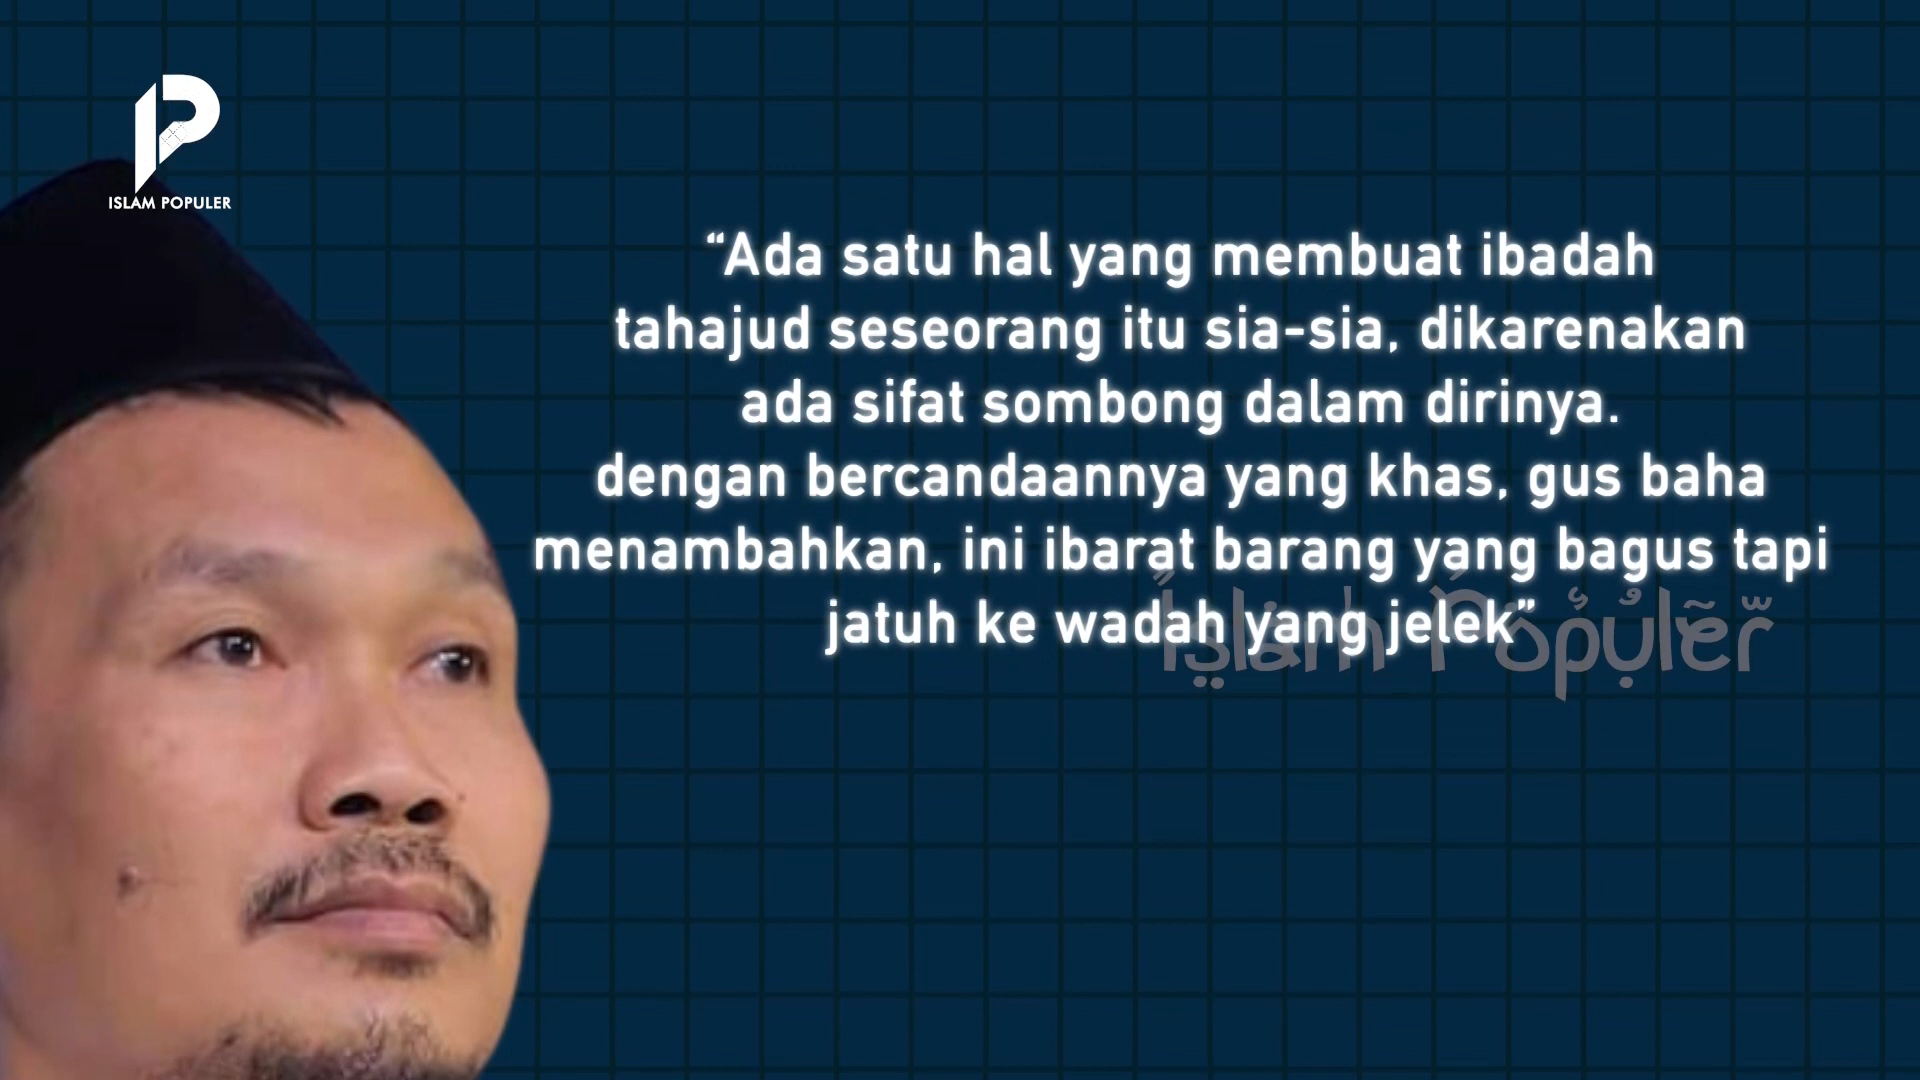 ISLAM POPULER
“Ada satu hal yang membuat ibadah
tahajud seseorang itu sia-sia, dikarenakan
ada sifat sombong dalam dirinya.
dengan bercandaannya yang khas, gus baha
menambahkan, ini ibarat barang yang bagus tapi
jatuh ke wadah yang jelek”
Islam Populer